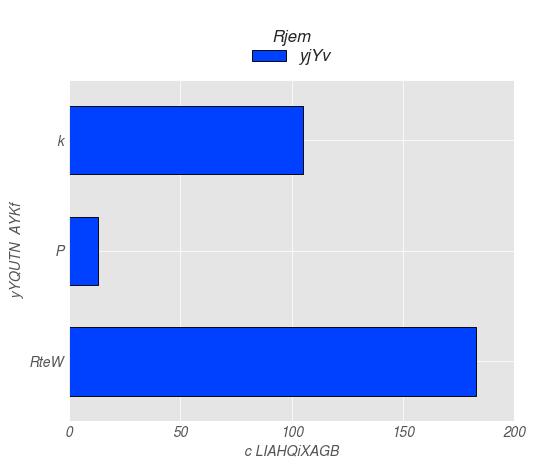 Rjem
yjYv
yYQUTN AYKf
k
P
RteW
0 50 100 150 200
c LIAHQiXAGB